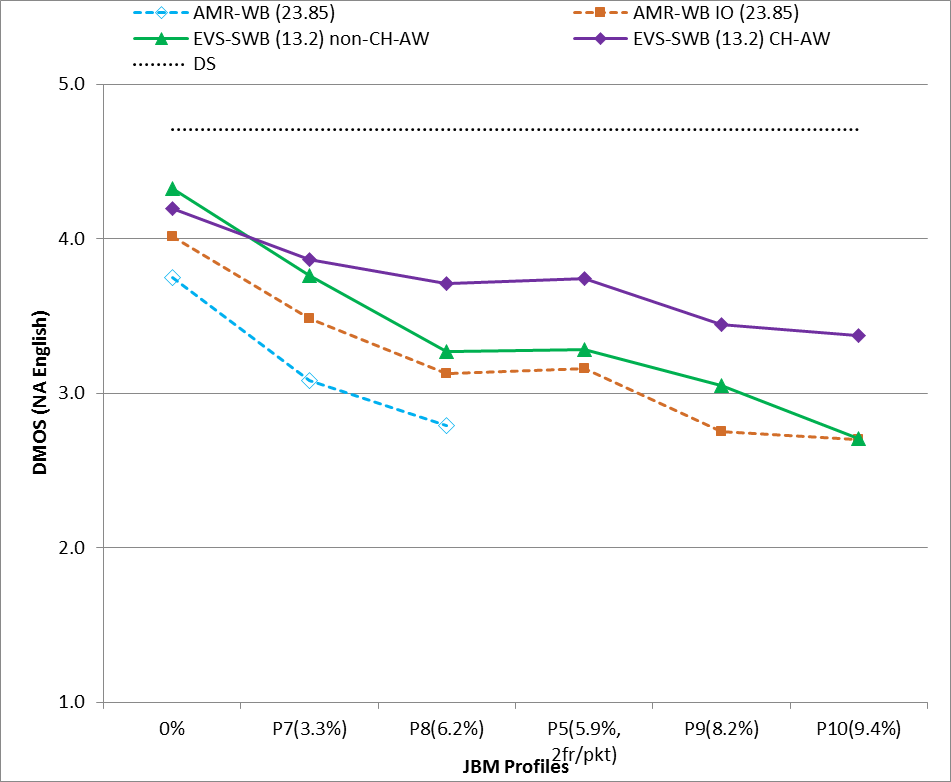 AMR-WB (23.85)
AMR-WB IO (23.85)
EVS-SWB (13.2) non-CH-AW
EVS-SWB (13.2) CH-AW
DS
5.0
4.0
3.0
2.0
1.0
DMOS (NA English)
0%
P7(3.3%)
P8(6.2%)
P5(5.9%,
2fr/pkt)
P9(8.2%)
P10(9.4%)
JBM Profiles